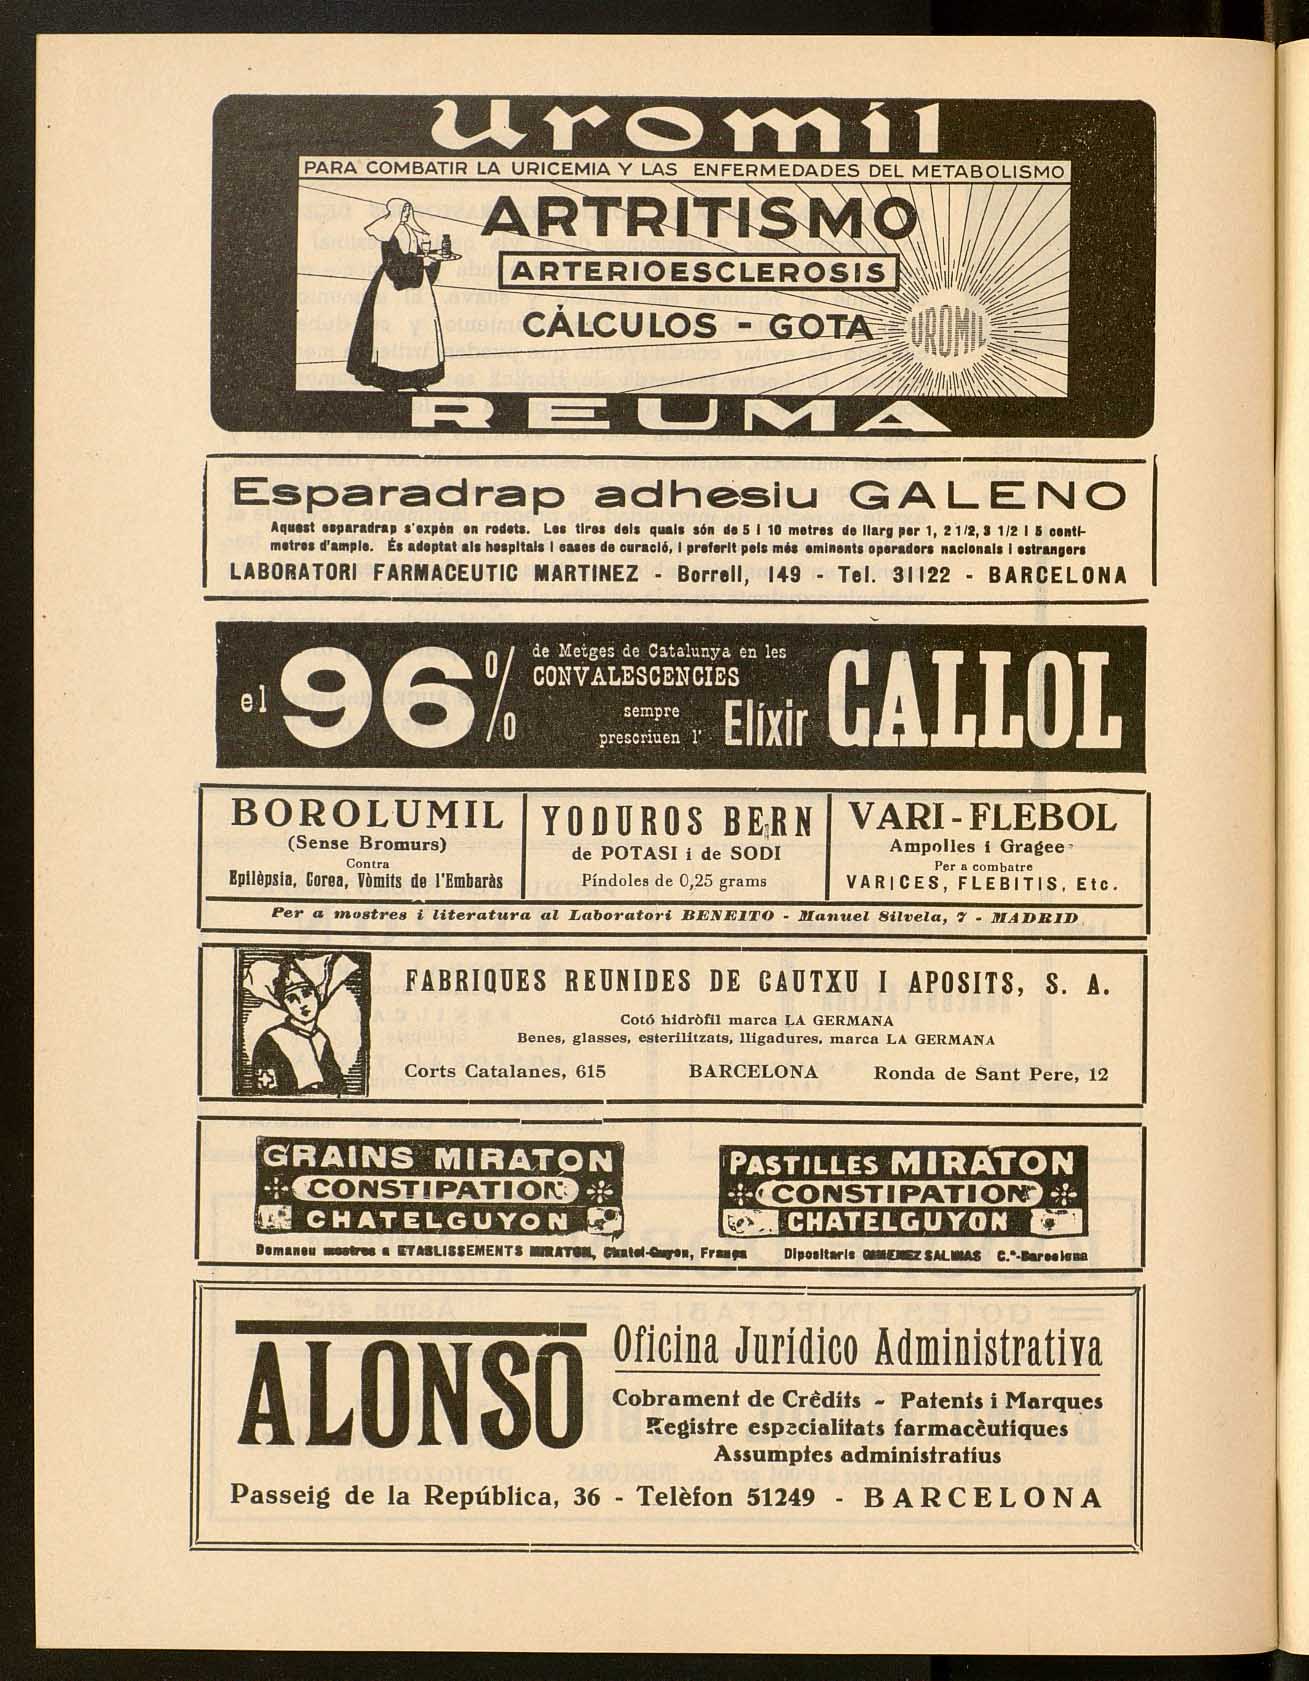 Uromil
PARA COMBATIR LA URICEMIA Y LAS ENFERMEDADES DEL METABOLISMO
ARTRITISMO
ARTERIOESCLEROSIS
CÁLCULOS - GOTA
UROMIL
REUMA
Esparadrap adhesiu GALENO
Aquest esparadrap s'expèn en rodets. Les tires dels quals són de 5 i 10 metres de llarg per 1, 2 1/2, 3 1/2 i 5 centí-
metres d'ample. És adoptat als hospitals i cases de curació, i preferit pels més eminents operadors nacionals i estrangers
LABORATORI FARMACEUTIC MARTINEZ - Borrell, 149 - Tel. 31122 - BARCELONA
el 96 % de Metges de Catalunya en les
CONVALESCENCIES
sempre
prescriuen l' Elíxir CALLOL
BOROLUMIL
(Sense Bromurs)
Contra
Epilèpsia, Corea, Vòmits de l'Embaràs
YODUROS BERN
de POTASI i de SODI
Píndoles de 0,25 grams
VARI-FLEBOL
Ampolles i Gragee
Per a combatre
VARICES, FLEBITIS, Etc.
Per a mostres i literatura al Laboratori BENEITO - Manuel Silvela, 7 - MADRID
FABRIQUES REUNIDES DE CAUTXU I APOSITS, S. A.
Cotó hidròfil marca LA GERMANA
Benes, glasses, esterilitzats, lligadures, marca LA GERMANA
Corts Catalanes, 615 BARCELONA Ronda de Sant Pere, 12
GRAINS MIRATON
CONSTIPATION
CHATELGUYON
PASTILLES MIRATON
CONSTIPATION
CHATELGUYON
Demaneu mostres a ETABLISSEMENTS MIRATON, Chatel-Guyon, França Dipositaris GIMENEZ SALINAS C.ª-Barcelona
ALONSO
Oficina Jurídico Administrativa
Cobrament de Crèdits - Patents i Marques
Registre especialitats farmacèutiques
Assumptes administratius
Passeig de la República, 36 - Telèfon 51249 - BARCELONA